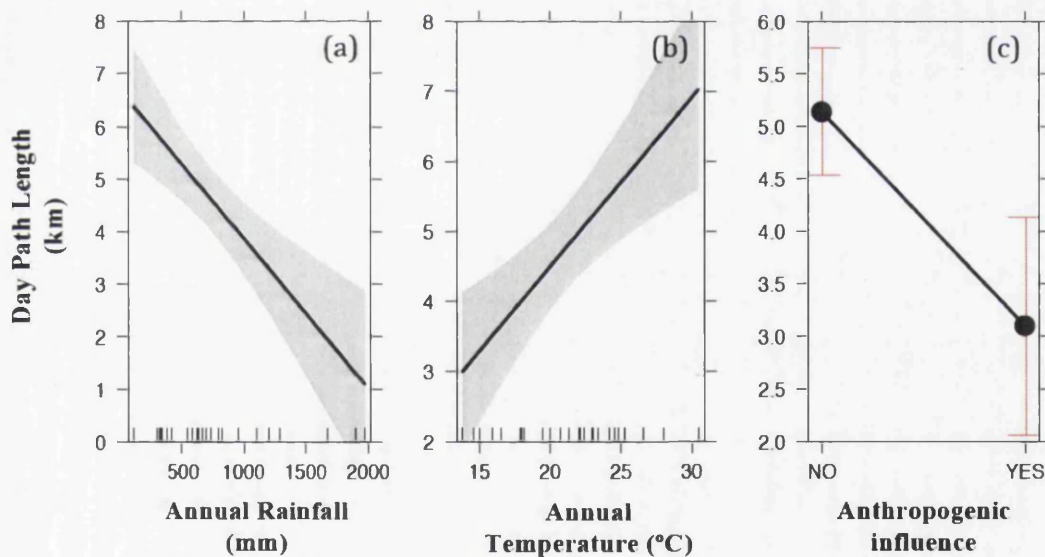 Day Path Length
(km)
(a)
8
7
6
5
4
3
2
1
0
500 1000 1500 2000
Annual Rainfall
(mm)
(b)
8
7
6
5
4
3
2
15 20 25 30
Annual
Temperature (ºC)
(c)
6.0
5.5
5.0
4.5
4.0
3.5
3.0
2.5
2.0
NO YES
Anthropogenic
influence